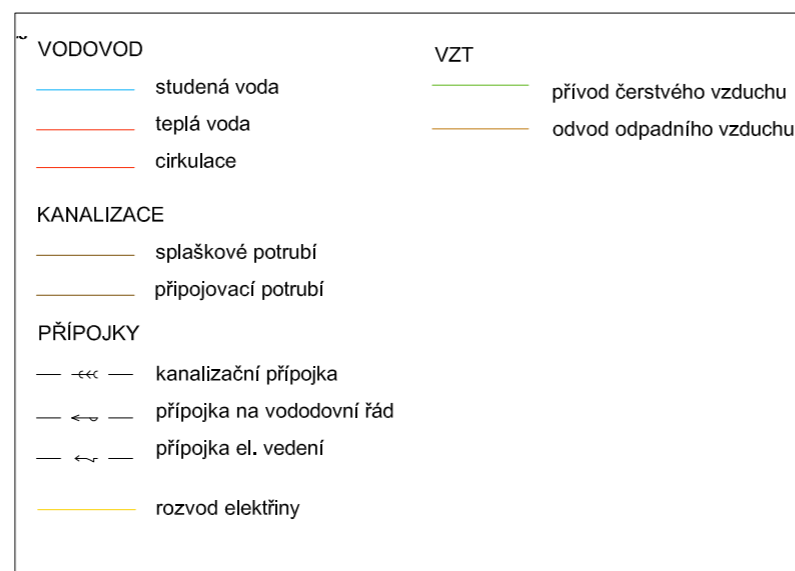 VODOVOD
studená voda
teplá voda
cirkulace
KANALIZACE
splaškové potrubí
připojovací potrubí
PŘÍPOJKY
kanalizační přípojka
přípojka na vododovní řád
přípojka el. vedení
rozvod elektřiny
VZT
přívod čerstvého vzduchu
odvod odpadního vzduchu